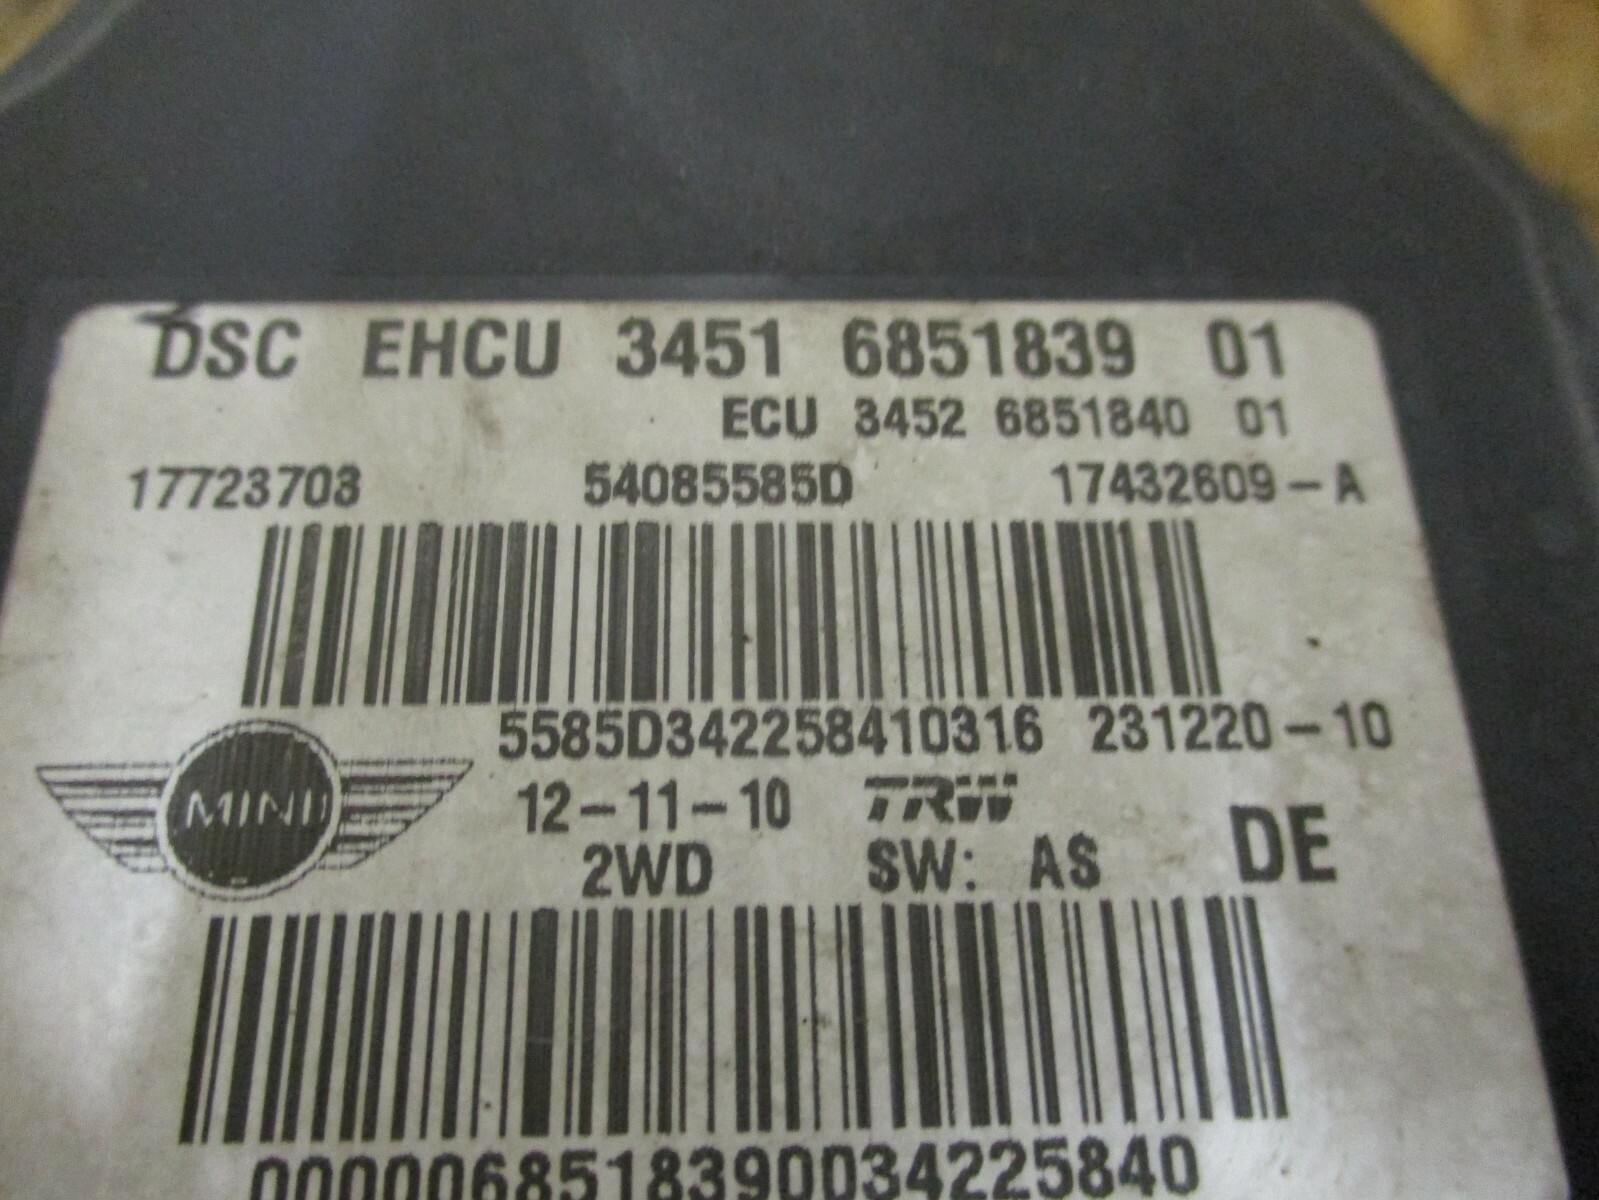 DSC EHCU 3451 6851839 01
ECU 3452 6851840 01
17723703 54085585D 17432609-A
5585D342258410316 231220-10
MINI
12-11-10 TRW
2WD SW: AS DE
0000068518390034225840